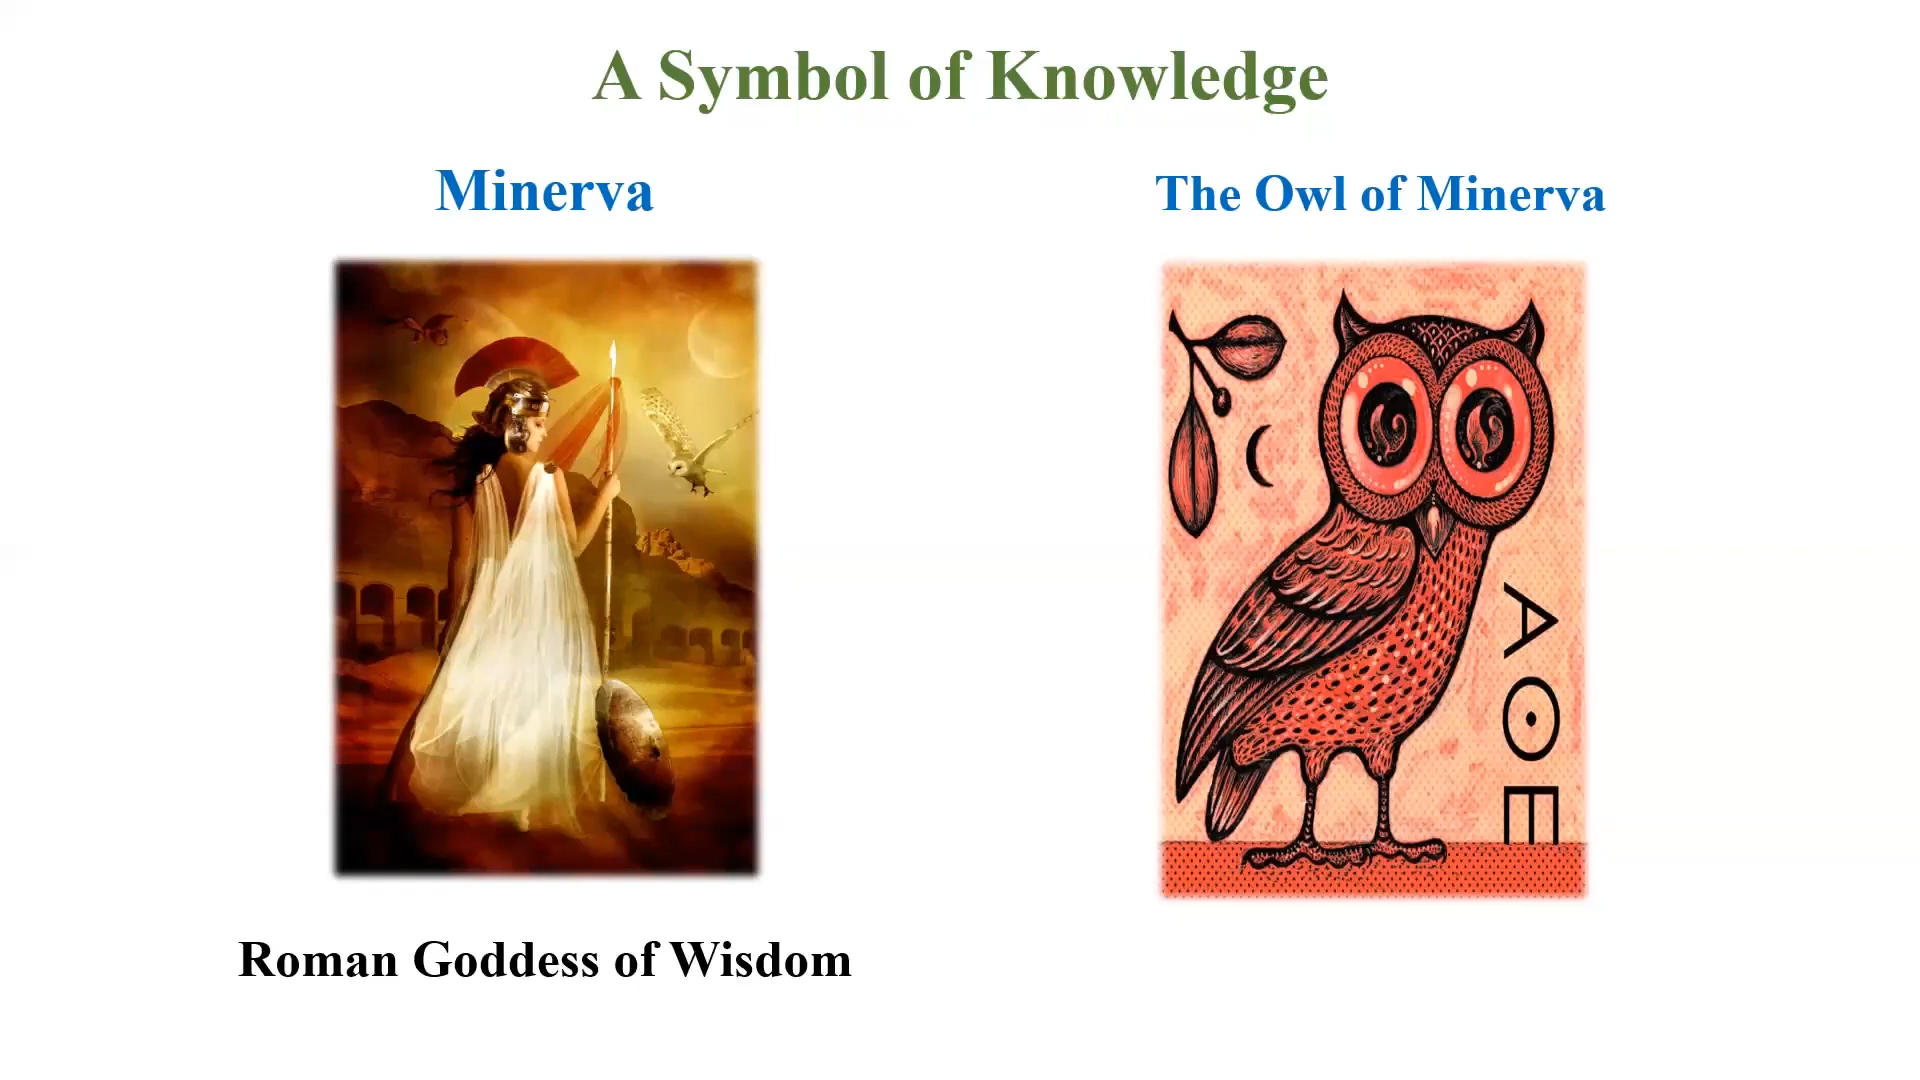 A Symbol of Knowledge
Minerva
The Owl of Minerva
ΑΘΕ
Roman Goddess of Wisdom